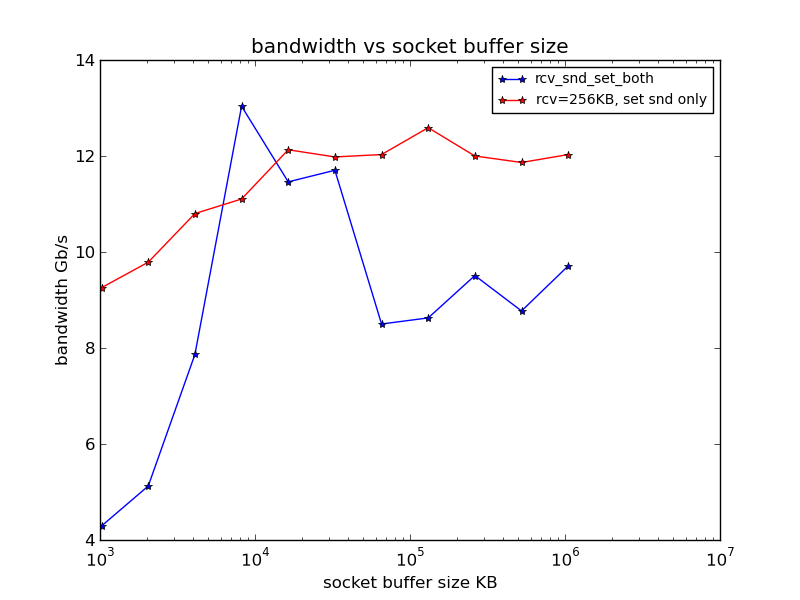 bandwidth vs socket buffer size
rcv_snd_set_both
rcv=256KB, set snd only
14
12
10
8
6
4
bandwidth Gb/s
10^3 10^4 10^5 10^6 10^7
socket buffer size KB